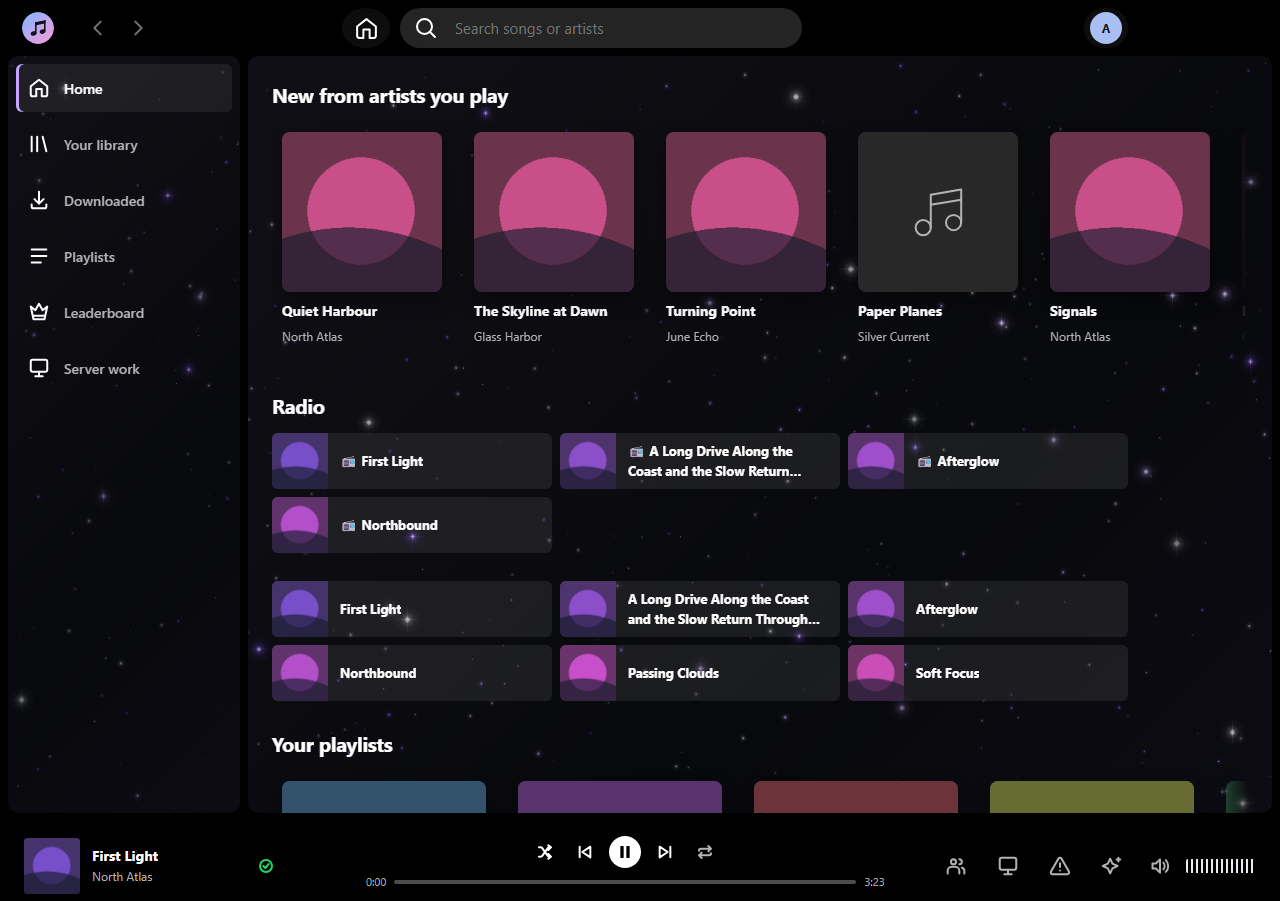 Search songs or artists
A
Home
Your library
Downloaded
Playlists
Leaderboard
Server work
New from artists you play
Quiet Harbour
North Atlas
The Skyline at Dawn
Glass Harbor
Turning Point
June Echo
Paper Planes
Silver Current
Signals
North Atlas
Radio
📻 First Light
📻 A Long Drive Along the
Coast and the Slow Return...
📻 Afterglow
📻 Northbound
First Light
A Long Drive Along the Coast
and the Slow Return Through...
Afterglow
Northbound
Passing Clouds
Soft Focus
Your playlists
First Light
North Atlas
0:00
3:23